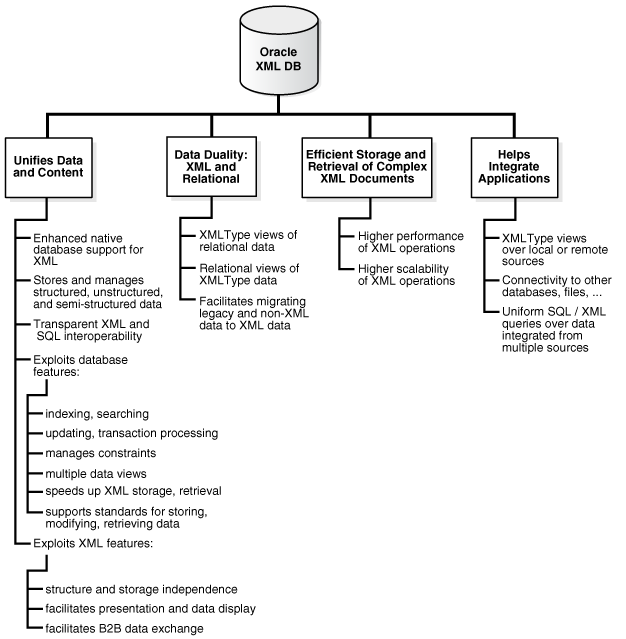 Oracle
XML DB
Unifies Data
and Content
Data Duality:
XML and
Relational
Efficient Storage and
Retrieval of Complex
XML Documents
Helps
Integrate
Applications
Enhanced native
database support for
XML
Stores and manages
structured, unstructured,
and semi-structured data
Transparent XML and
SQL interoperability
Exploits database
features:
indexing, searching
updating, transaction processing
manages constraints
multiple data views
speeds up XML storage, retrieval
supports standards for storing,
modifying, retrieving data
Exploits XML features:
structure and storage independence
facilitates presentation and data display
facilitates B2B data exchange
XMLType views of
relational data
Relational views of
XMLType data
Facilitates migrating
legacy and non-XML
data to XML data
Higher performance
of XML operations
Higher scalability
of XML operations
XMLType views
over local or remote
sources
Connectivity to other
databases, files, ...
Uniform SQL / XML
queries over data
integrated from
multiple sources